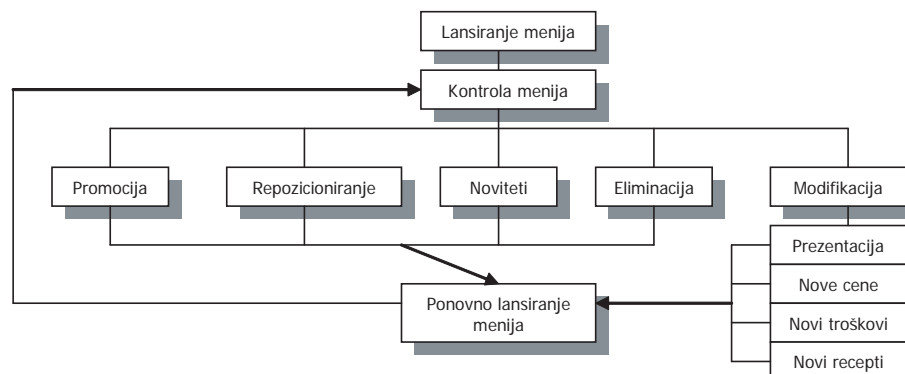 Lansiranje menija
Kontrola menija
Promocija
Repozicioniranje
Noviteti
Eliminacija
Modifikacija
Prezentacija
Nove cene
Novi troškovi
Novi recepti
Ponovno lansiranje
menija